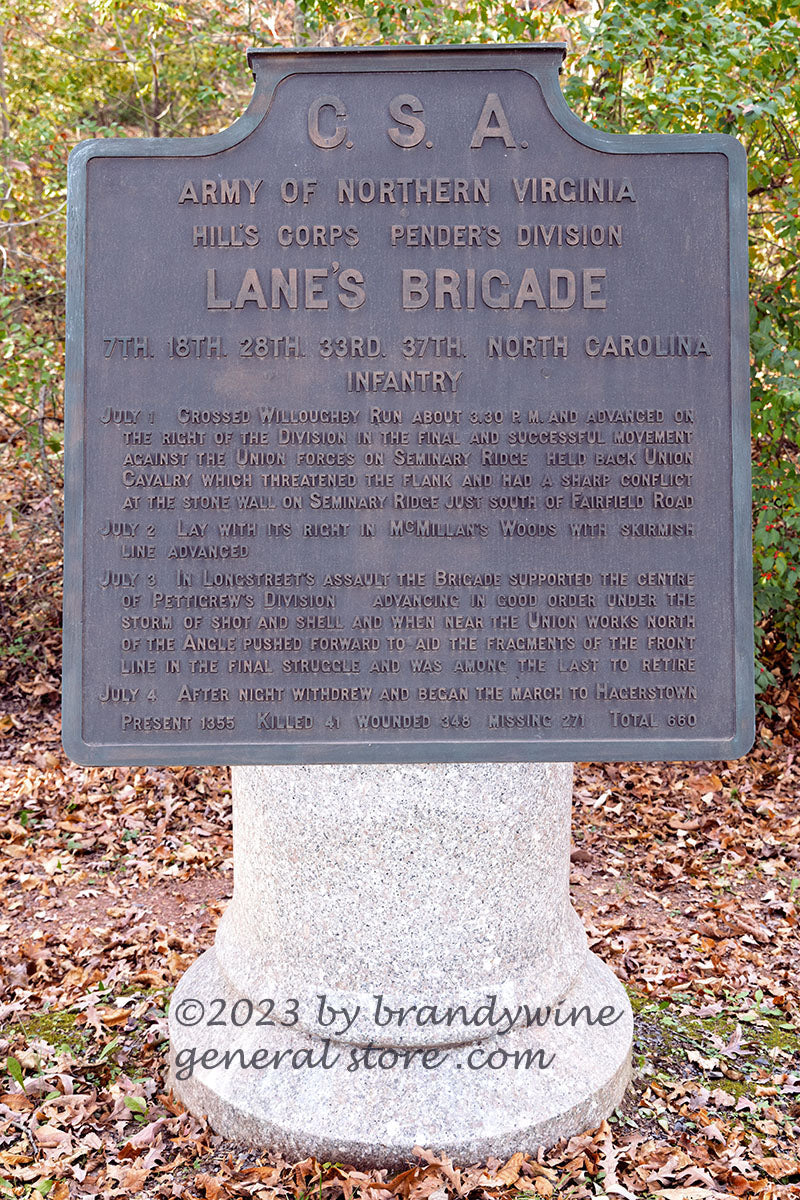 C. S. A.
ARMY OF NORTHERN VIRGINIA
HILL'S CORPS PENDER'S DIVISION
LANE'S BRIGADE
7TH. 18TH. 28TH. 33RD. 37TH. NORTH CAROLINA
INFANTRY
JULY 1 CROSSED WILLOUGHBY RUN ABOUT 3.30 P. M. AND ADVANCED ON
THE RIGHT OF THE DIVISION IN THE FINAL AND SUCCESSFUL MOVEMENT
AGAINST THE UNION FORCES ON SEMINARY RIDGE HELD BACK UNION
CAVALRY WHICH THREATENED THE FLANK AND HAD A SHARP CONFLICT
AT THE STONE WALL ON SEMINARY RIDGE JUST SOUTH OF FAIRFIELD ROAD
JULY 2 LAY WITH ITS RIGHT IN MCMILLAN'S WOODS WITH SKIRMISH
LINE ADVANCED
JULY 3 IN LONGSTREET'S ASSAULT THE BRIGADE SUPPORTED THE CENTRE
OF PETTIGREW'S DIVISION ADVANCING IN GOOD ORDER UNDER THE
STORM OF SHOT AND SHELL AND WHEN NEAR THE UNION WORKS NORTH
OF THE ANGLE PUSHED FORWARD TO AID THE FRAGMENTS OF THE FRONT
LINE IN THE FINAL STRUGGLE AND WAS AMONG THE LAST TO RETIRE
JULY 4 AFTER NIGHT WITHDREW AND BEGAN THE MARCH TO HAGERSTOWN
PRESENT 1355 KILLED 41 WOUNDED 348 MISSING 271 TOTAL 660
©2023 by brandywine
general store .com